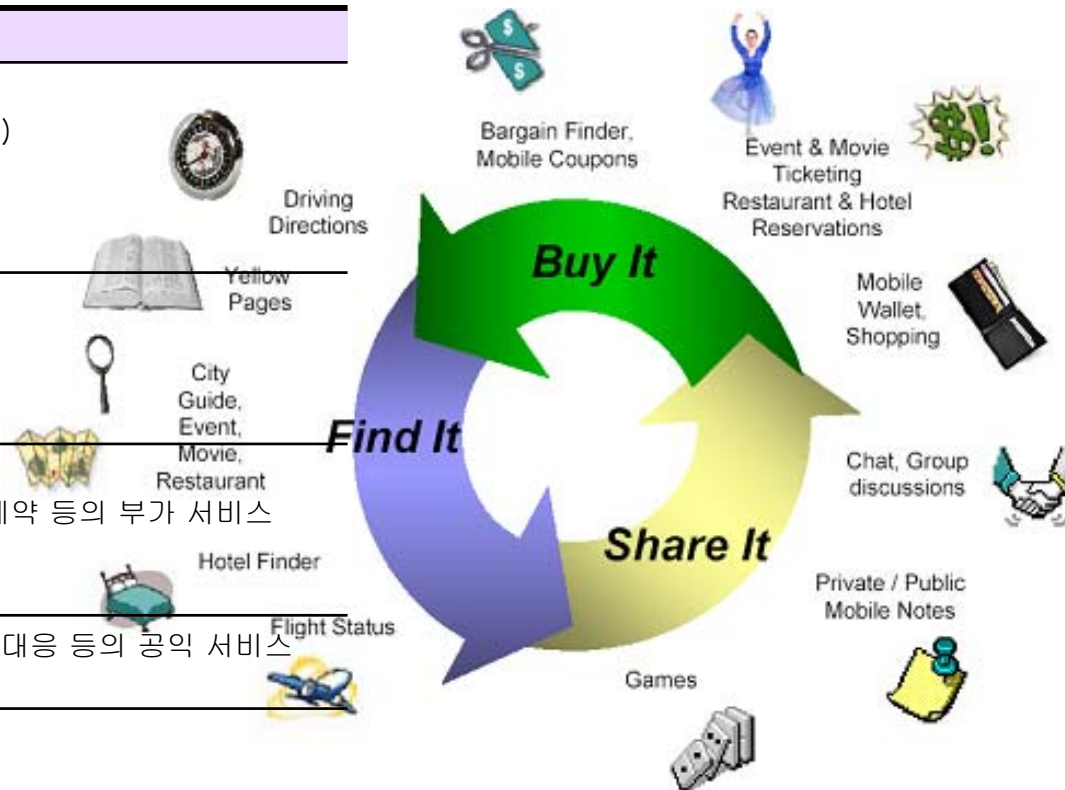 )
Bargain Finder,
Mobile Coupons
Event & Movie
Ticketing
Restaurant & Hotel
Reservations
Driving
Directions
Buy It
Yellow
Pages
Mobile
Wallet,
Shopping
City
Guide,
Event,
Movie,
Restaurant
Find It
Chat, Group
discussions
등의 부가 서비스
Hotel Finder
Share It
Private / Public
Mobile Notes
Flight Status
대응 등의 공익 서비스
Games